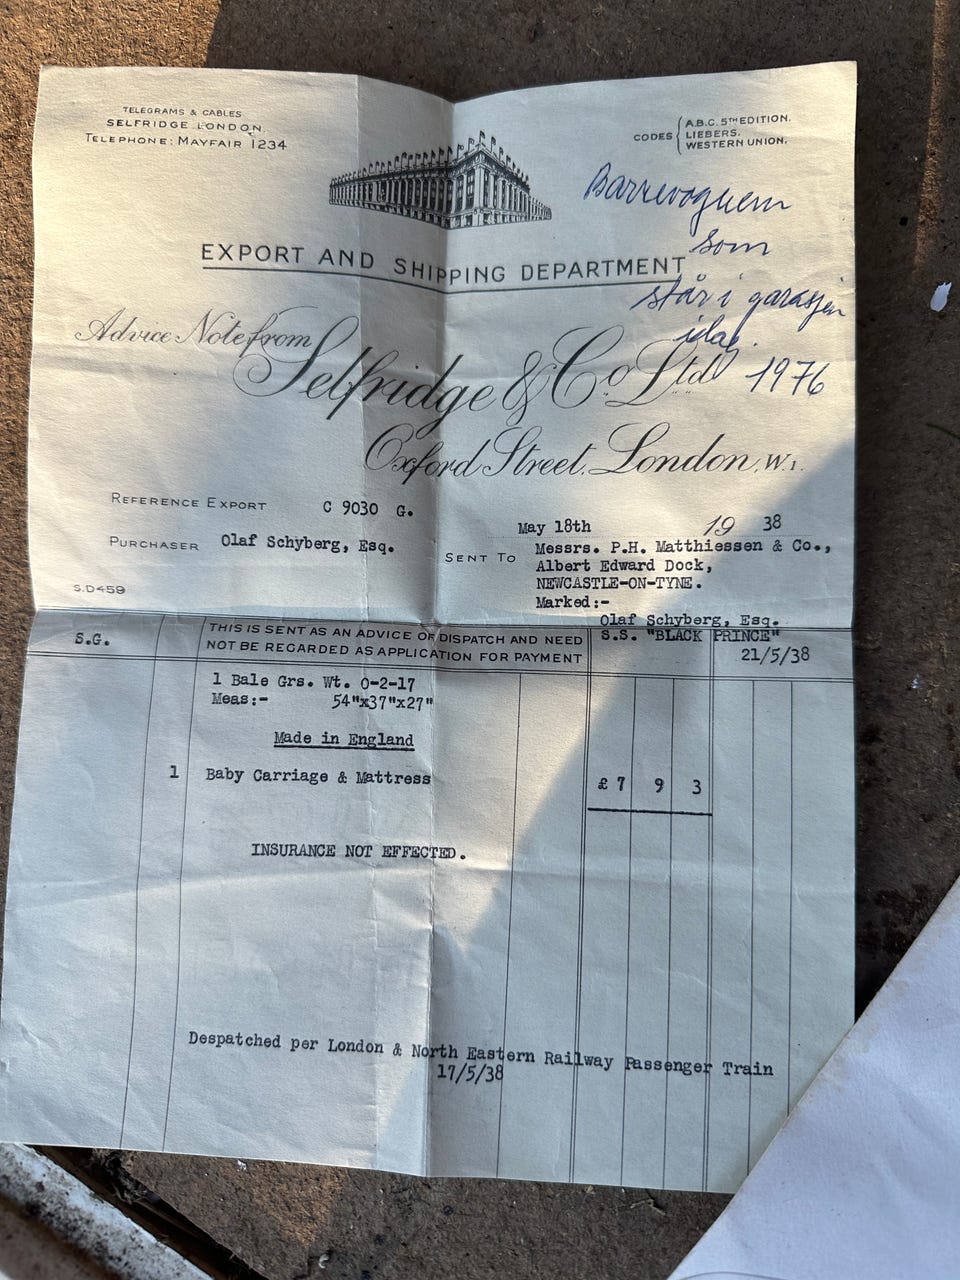 TELEGRAMS & CABLES
SELFRIDGE LONDON
TELEPHONE: MAYFAIR 1234
CODES { A.B.C. 5TH EDITION.
LIEBERS.
WESTERN UNION.
Barnevognen
som
står i garasjen
idag.
1976
EXPORT AND SHIPPING DEPARTMENT
Advice Note from
Selfridge & Co. Ltd
Oxford Street. London, W.1.
REFERENCE EXPORT C 9030 G.
May 18th 19 38
PURCHASER Olaf Schyberg, Esq.
SENT TO Messrs. P.H. Matthiessen & Co.,
Albert Edward Dock,
NEWCASTLE-ON-TYNE.
Marked:-
Olaf Schyberg, Esq.
S.S. "BLACK PRINCE"
21/5/38
S.D459
S.G.
THIS IS SENT AS AN ADVICE OF DISPATCH AND NEED
NOT BE REGARDED AS APPLICATION FOR PAYMENT
1 Bale Grs. Wt. 0-2-17
Meas:- 54"x37"x27"
Made in England
1 Baby Carriage & Mattress £7 9 3
INSURANCE NOT EFFECTED.
Despatched per London & North Eastern Railway Passenger Train
17/5/38